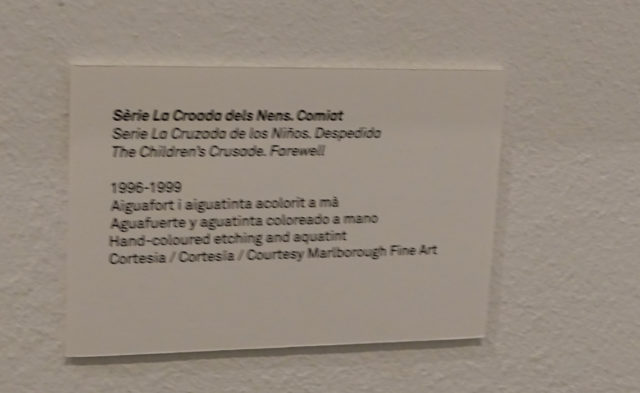 Sèrie La Croada dels Nens. Comiat
Serie La Cruzada de los Niños. Despedida
The Children's Crusade. Farewell
1996-1999
Aiguafort i aiguatinta acolorit a mà
Aguafuerte y aguatinta coloreado a mano
Hand-coloured etching and aquatint
Cortesia / Cortesía / Courtesy Marlborough Fine Art